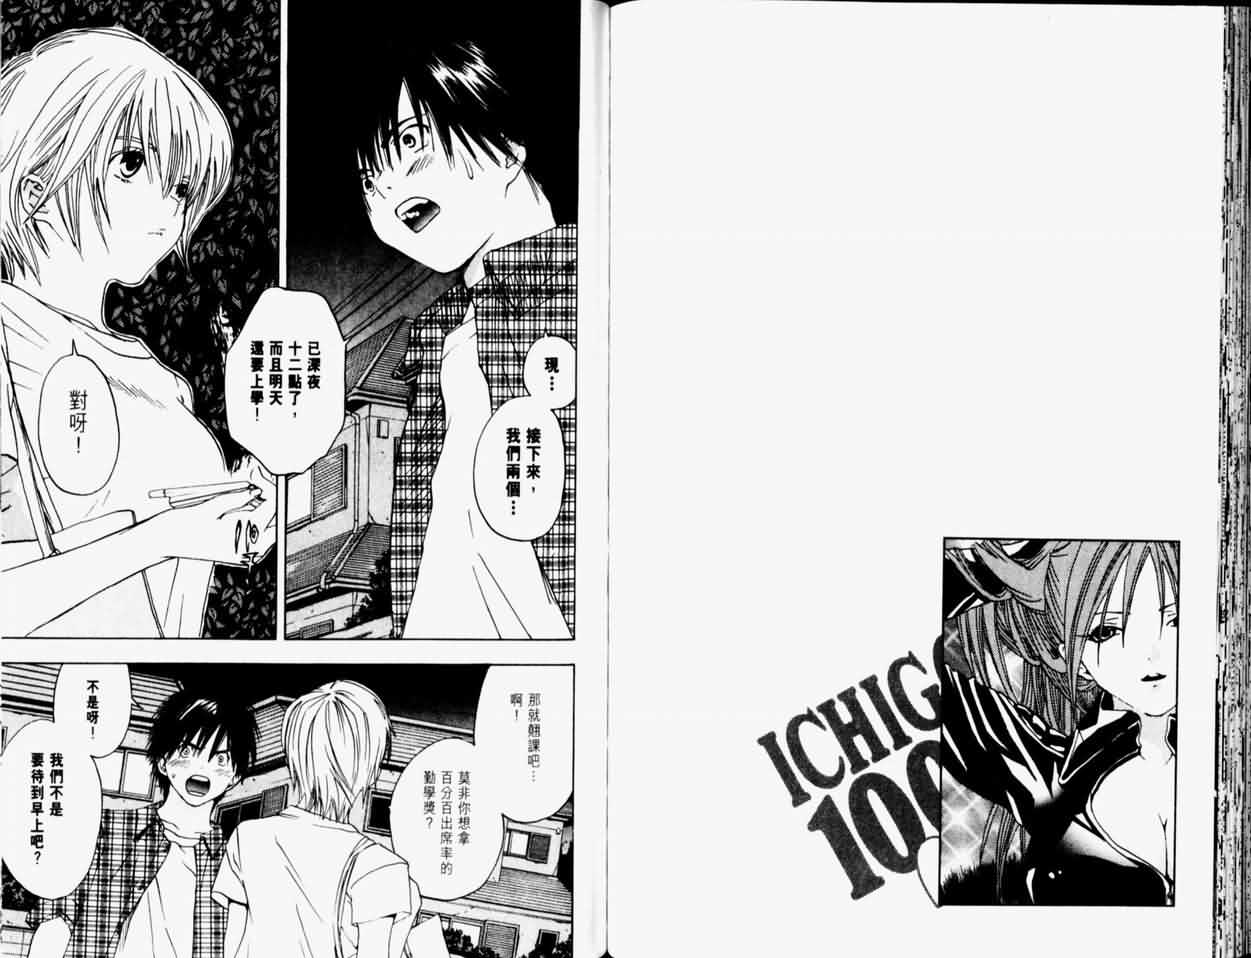 ICHIG
100
現…
接下來，
我們兩個…
已深夜
十二點了，
而且明天
還要上學！
對呀！
那就翹課吧…
啊！
莫非你想拿
百分百出席率的
勤學獎？
不是呀！
我們不是
要待到早上吧？